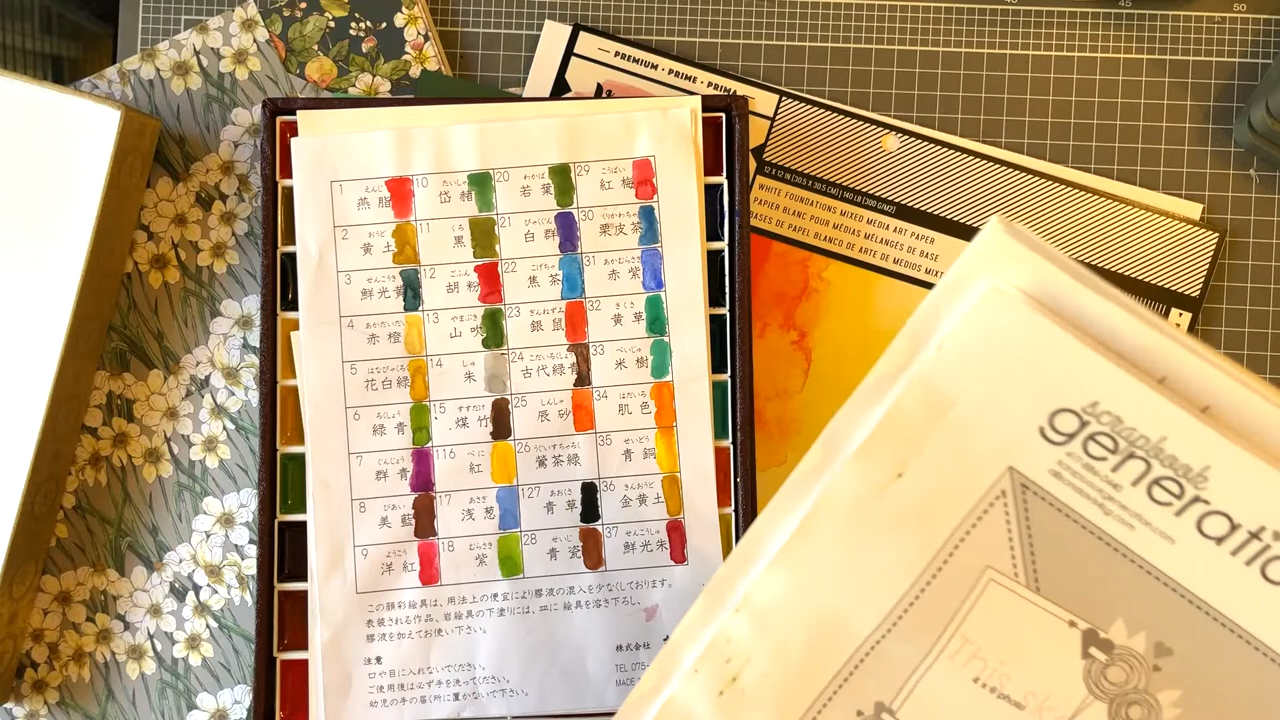 PREMIUM • PRIME • PRIMA
12 X 12 IN (30.5 X 30.5 CM) | 140 LB (300 G/M2)
WHITE FOUNDATIONS MIXED MEDIA ART PAPER
PAPIER BLANC POUR MÉDIAS MÉLANGÉS DE BASE
BASES DE PAPEL BLANCO DE ARTE DE MEDIOS MIXT
1 えんじ 燕脂
10 たいしゃ 岱赭
20 わかば 若葉
29 こうばい 紅梅
2 おうど 黄土
11 くろ 黒
21 びゃくぐん 白群
30 くりかわちゃ 栗皮茶
3 せんこうき 鮮光黄
12 ごふん 胡粉
22 こげちゃ 焦茶
31 あかむらさき 赤紫
4 あかだいだい 赤橙
13 やまぶき 山吹
23 ぎんねずみ 銀鼠
32 きくさ 黄草
5 はなびゃくろく 花白緑
14 しゅ 朱
24 こだいろくしょう 古代緑青
33 べいじゅ 米樹
6 ろくしょう 緑青
15 すすだけ 煤竹
25 しんしゃ 辰砂
34 はだいろ 肌色
7 ぐんじょう 群青
116 べに 紅
26 うぐいすちゃろく 鶯茶緑
35 せいどう 青銅
8 びあい 美藍
17 あさぎ 浅葱
127 あおくさ 青草
36 きんおうど 金黄土
9 ようこう 洋紅
18 むらさき 紫
28 せいじ 青瓷
37 せんこうしゅ 鮮光朱
この顔彩絵具は、用法上の便宜により膠液の混入を少なくしております。
表装される作品、岩絵具の下塗りには、皿に絵具を溶き下ろし、
膠液を加えてお使い下さい。
注意
口や目に入れないでください。
ご使用後は必ず手を洗ってください。
幼児の手の届く所に置かないで下さい。
株式会社
TEL 075-
MADE
scrapbook
generatio
This sk
4 x 6 photo
50
45